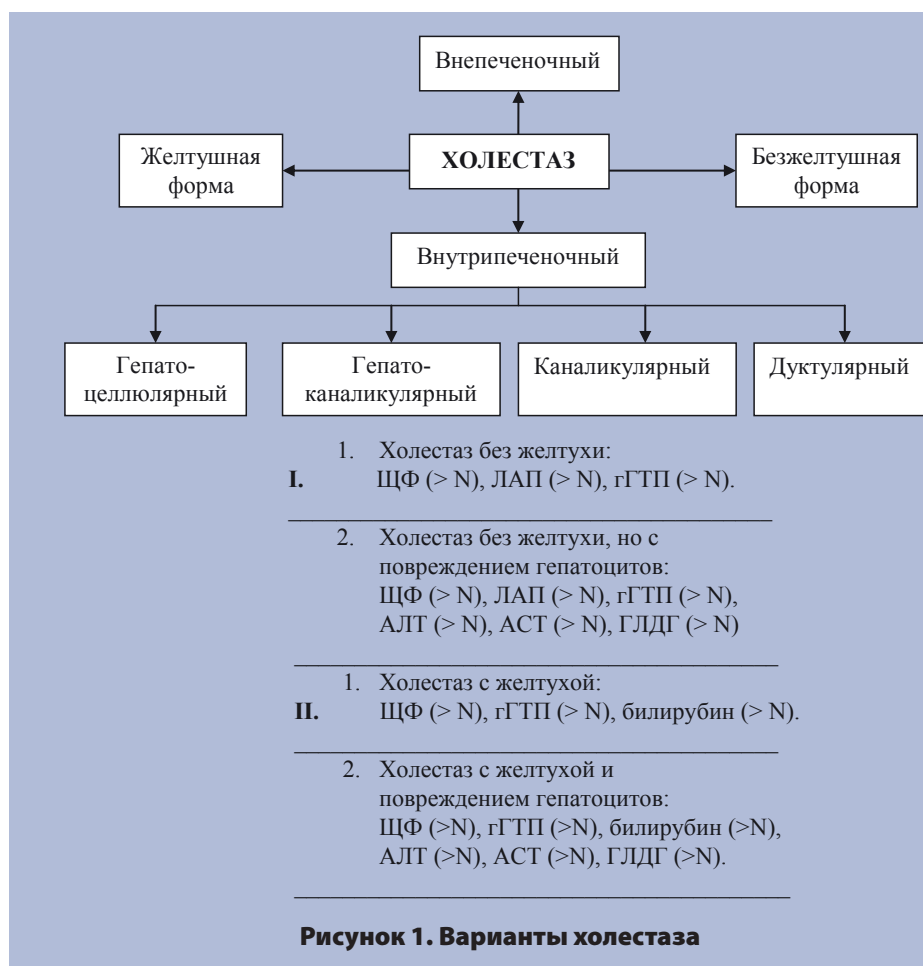 Внепеченочный
Желтушная
форма
ХОЛЕСТАЗ
Безжелтушная
форма
Внутрипеченочный
Гепато-
целлюлярный
Гепато-
каналикулярный
Каналикулярный
Дуктулярный
1. Холестаз без желтухи:
I. ЩФ (> N), ЛАП (> N), гГТП (> N).
2. Холестаз без желтухи, но с
повреждением гепатоцитов:
ЩФ (> N), ЛАП (> N), гГТП (> N),
АЛТ (> N), АСТ (> N), ГЛДГ (> N)
1. Холестаз с желтухой:
II. ЩФ (> N), гГТП (> N), билирубин (> N).
2. Холестаз с желтухой и
повреждением гепатоцитов:
ЩФ (>N), гГТП (>N), билирубин (>N),
АЛТ (>N), АСТ (>N), ГЛДГ (>N).
Рисунок 1. Варианты холестаза